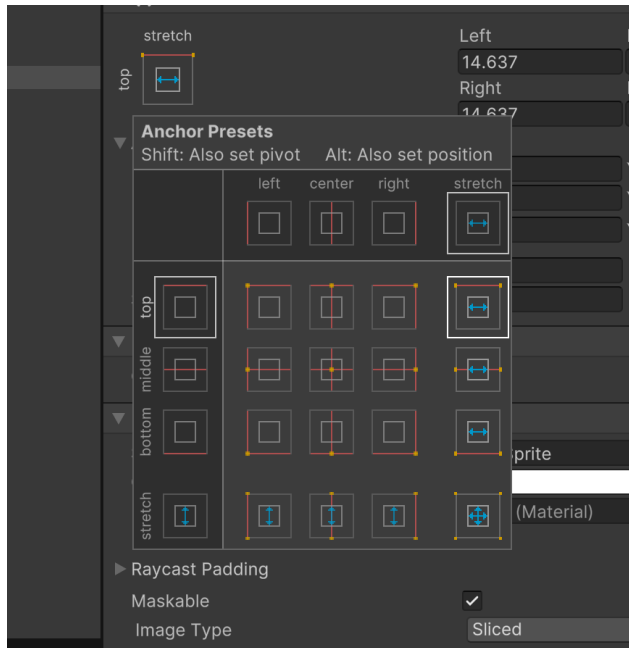 stretch
Left
top
14.637
Right
14.637
Anchor Presets
Shift: Also set pivot Alt: Also set position
left center right stretch
top
middle
bottom
stretch
prite
(Material)
Raycast Padding
Maskable
Image Type
Sliced